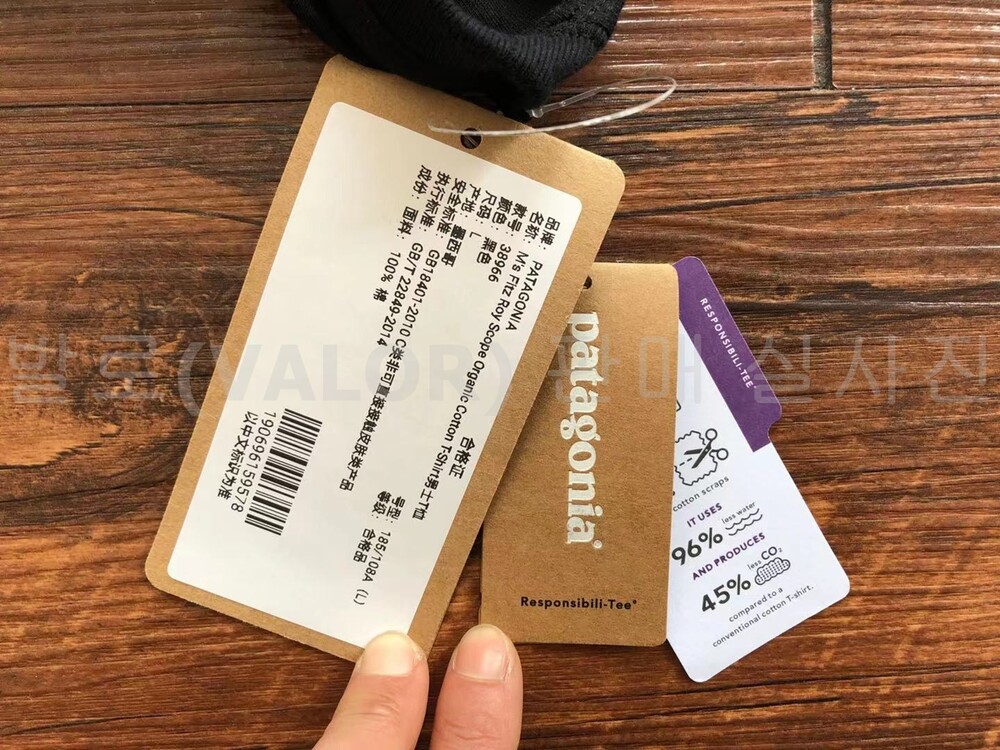 合格证
品牌: PATAGONIA
名称: M's Fitz Roy Scope Organic Cotton T-Shirt男士T恤
款号: 38966
颜色: 黑色
尺码: L 号型: 185/108A (L)
产地: 墨西哥 等级: 合格品
安全标准: GB18401-2010 C类非可直接接触皮肤类产品
执行标准: GB/T 22849-2014
成份: 面料: 100% 棉
190696159578
以中文标识为准
patagonia®
Responsibili-Tee®
RESPONSIBILI-TEE®
cotton scraps
IT USES
96% less water
AND PRODUCES
45% less CO₂
compared to a
conventional cotton T-shirt.
발로(VALOR) 판매 실사진